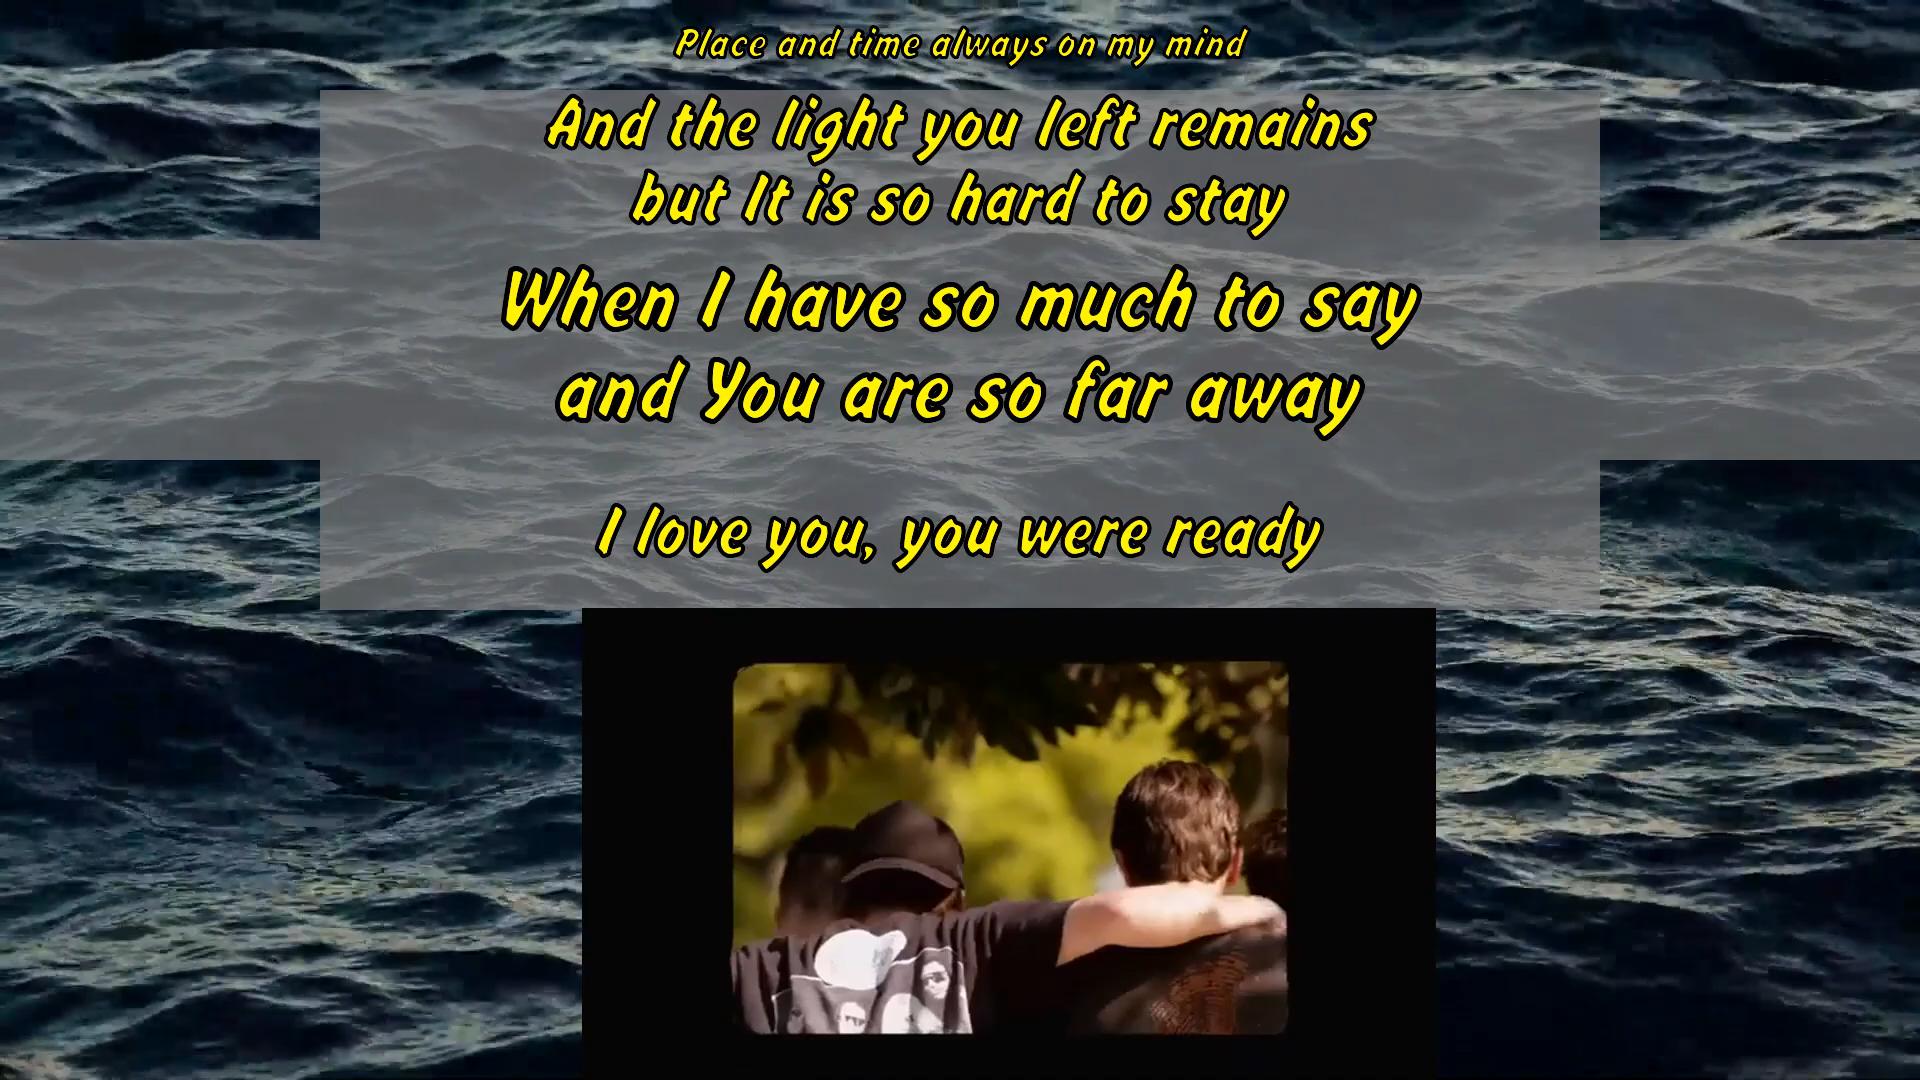 Place and time always on my mind
And the light you left remains
but It is so hard to stay
When I have so much to say
and You are so far away
I love you, you were ready